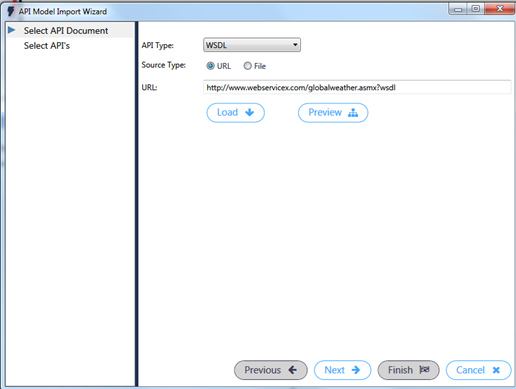 API Model Import Wizard
Select API Document
Select API's
API Type: WSDL
Source Type: URL File
URL: http://www.webservicex.com/globalweather.asmx?wsdl
Load Preview
Previous Next Finish Cancel